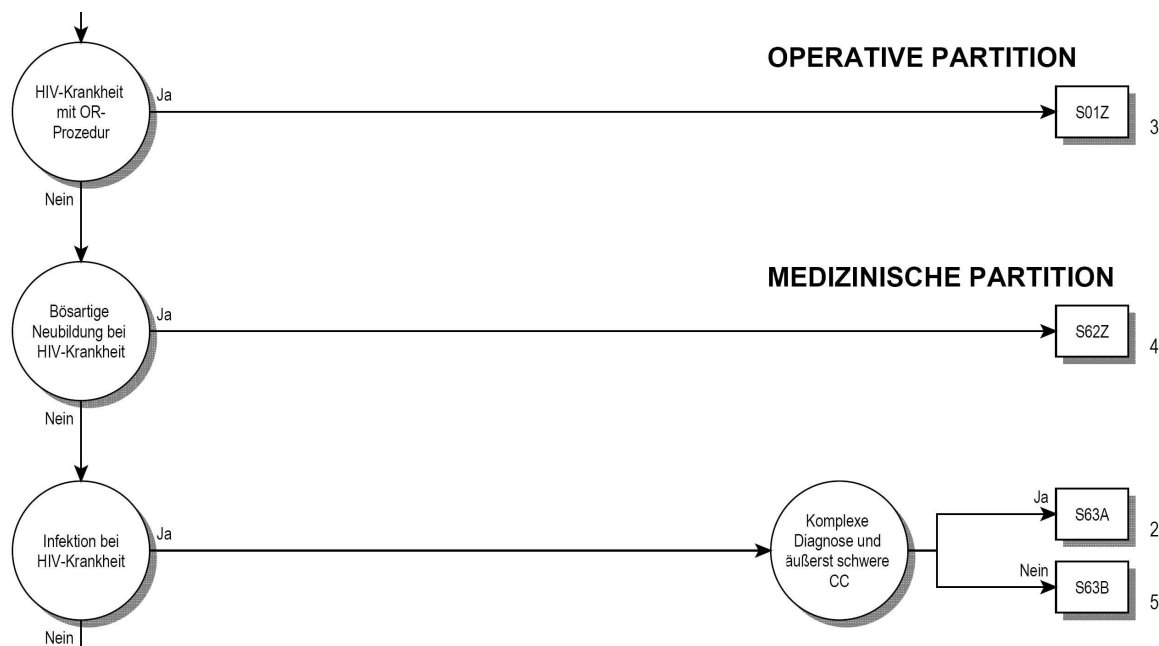 OPERATIVE PARTITION
HIV-Krankheit
mit OR-
Prozedur
Ja
S01Z
3
Nein
MEDIZINISCHE PARTITION
Bösartige
Neubildung bei
HIV-Krankheit
Ja
S62Z
4
Nein
Infektion bei
HIV-Krankheit
Ja
Komplexe
Diagnose und
äußerst schwere
CC
Ja
S63A
2
Nein
S63B
5
Nein